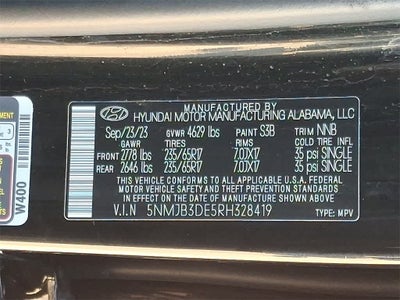 MANUFACTURED BY
HYUNDAI MOTOR MANUFACTURING ALABAMA, LLC
Sep/23/23 GVWR 4629 lbs PAINT S3B TRIM NNB
GAWR TIRE RIM COLD TIRE INFL
FRONT 2778 lbs 235/65R17 7.0JX17 35 psi SINGLE
REAR 2646 lbs 235/65R17 7.0JX17 35 psi SINGLE
THIS VEHICLE CONFORMS TO ALL APPLICABLE FEDERAL
MOTOR VEHICLE SAFETY AND THEFT PREVENTION
STANDARDS IN EFFECT ON THE DATE OF MANUFACTURE
SHOWN ABOVE
V.I.N 5NMJB3DE5RH328419 TYPE: MPV
W400
3